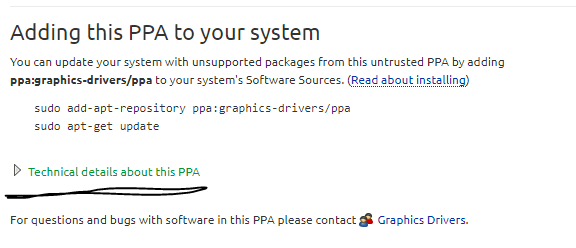 Adding this PPA to your system
You can update your system with unsupported packages from this untrusted PPA by adding
ppa:graphics-drivers/ppa to your system's Software Sources. (Read about installing)
sudo add-apt-repository ppa:graphics-drivers/ppa
sudo apt-get update
Technical details about this PPA
For questions and bugs with software in this PPA please contact Graphics Drivers.